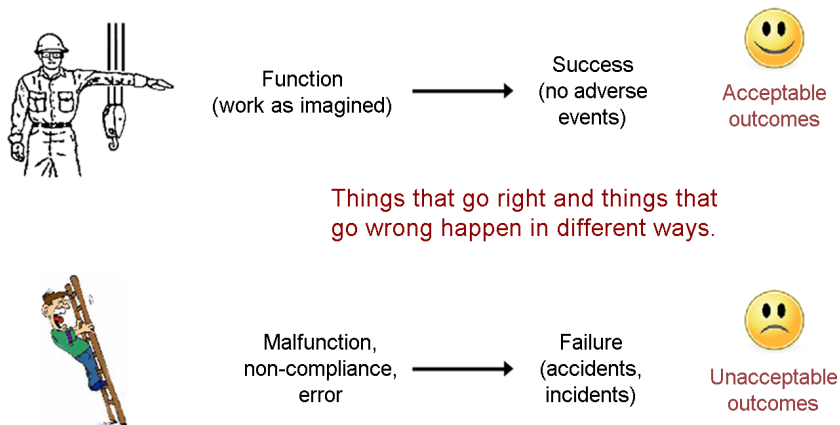 Function
(work as imagined)
Success
(no adverse
events)
Acceptable
outcomes
Things that go right and things that
go wrong happen in different ways.
Malfunction,
non-compliance,
error
Failure
(accidents,
incidents)
Unacceptable
outcomes